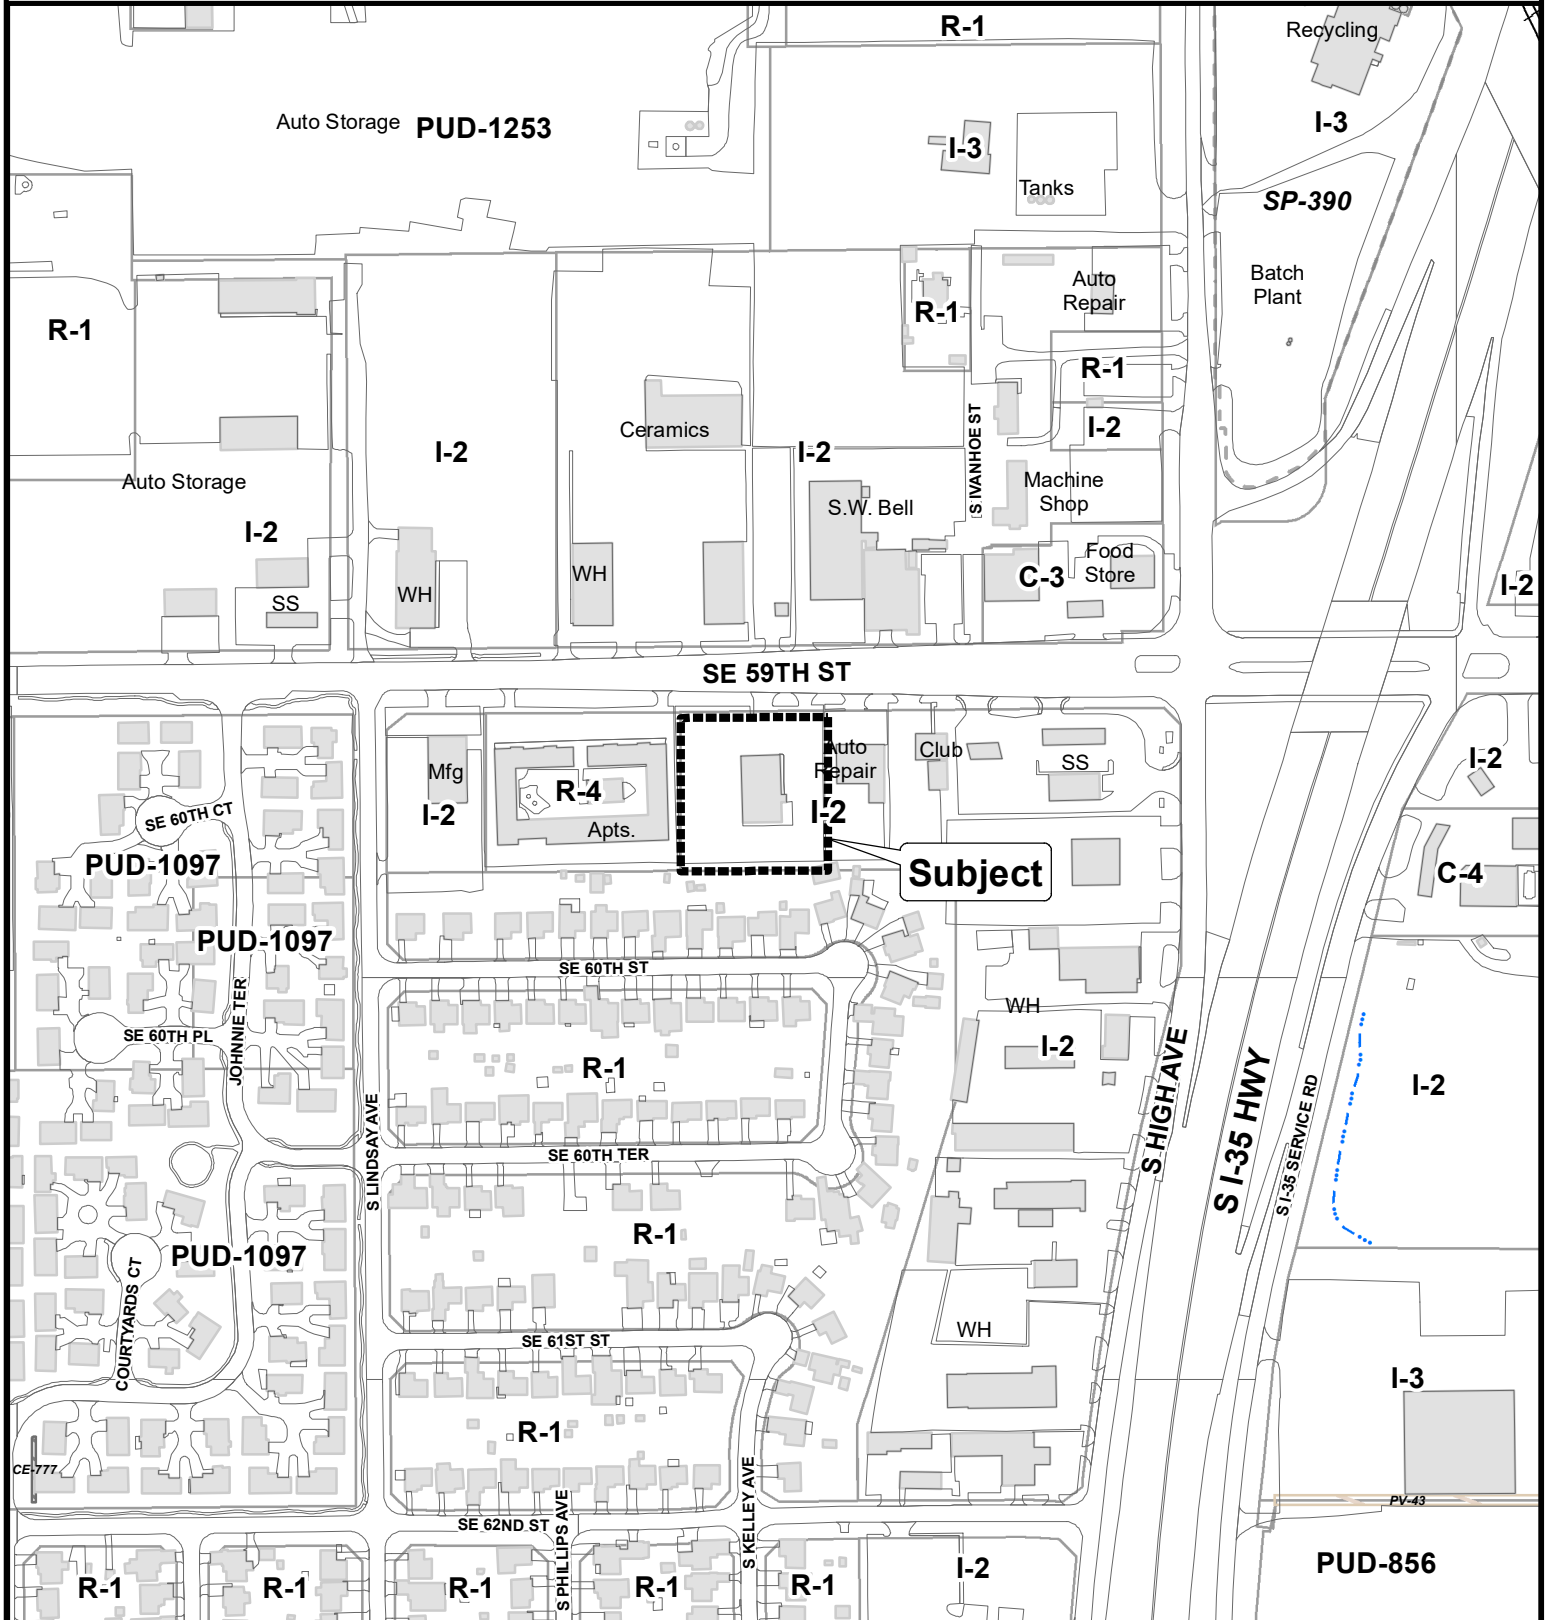 R-1
Recycling
Auto Storage
PUD-1253
I-3
I-3
Tanks
SP-390
Batch
Plant
Auto
Repair
R-1
R-1
R-1
I-2
Ceramics
I-2
I-2
S IVANHOE ST
Auto Storage
Machine
Shop
S.W. Bell
I-2
Food
Store
C-3
WH
WH
SS
I-2
SE 59TH ST
Mfg
I-2
R-4
Apts.
Auto
Repair
I-2
Club
SS
I-2
SE 60TH CT
PUD-1097
Subject
C-4
PUD-1097
SE 60TH ST
JOHNNIE TER
SE 60TH PL
WH
I-2
R-1
S HIGH AVE
S I-35 HWY
S I-35 SERVICE RD
I-2
S LINDSAY AVE
SE 60TH TER
R-1
PUD-1097
COURTYARDS CT
SE 61ST ST
WH
I-3
R-1
CE-777
PV-43
SE 62ND ST
S PHILLIPS AVE
S KELLEY AVE
R-1
R-1
R-1
R-1
R-1
I-2
PUD-856